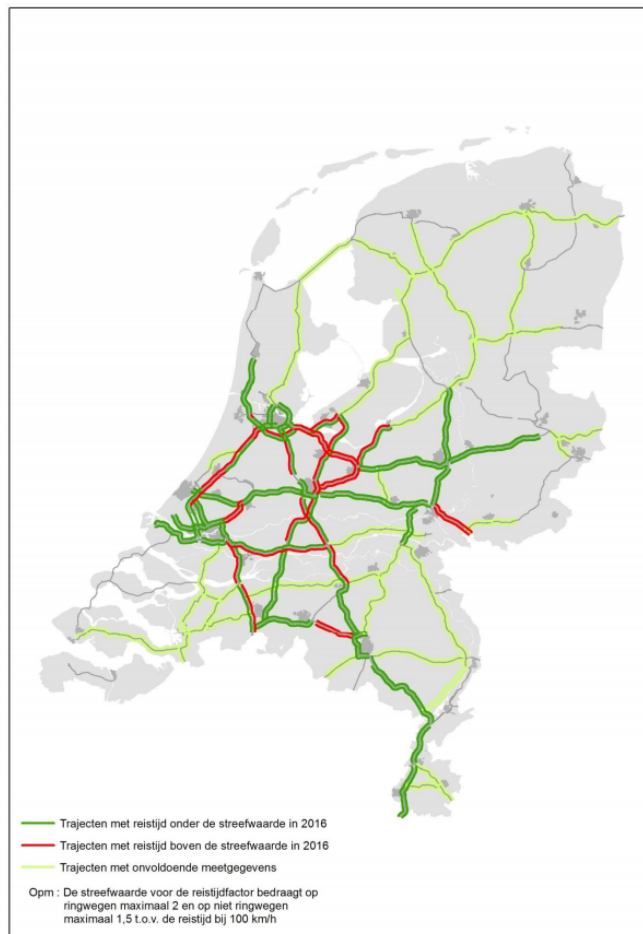 Trajecten met reistijd onder de streefwaarde in 2016
Trajecten met reistijd boven de streefwaarde in 2016
Trajecten met onvoldoende meetgegevens
Opm : De streefwaarde voor de reistijdfactor bedraagt op
ringwegen maximaal 2 en op niet ringwegen
maximaal 1,5 t.o.v. de reistijd bij 100 km/h